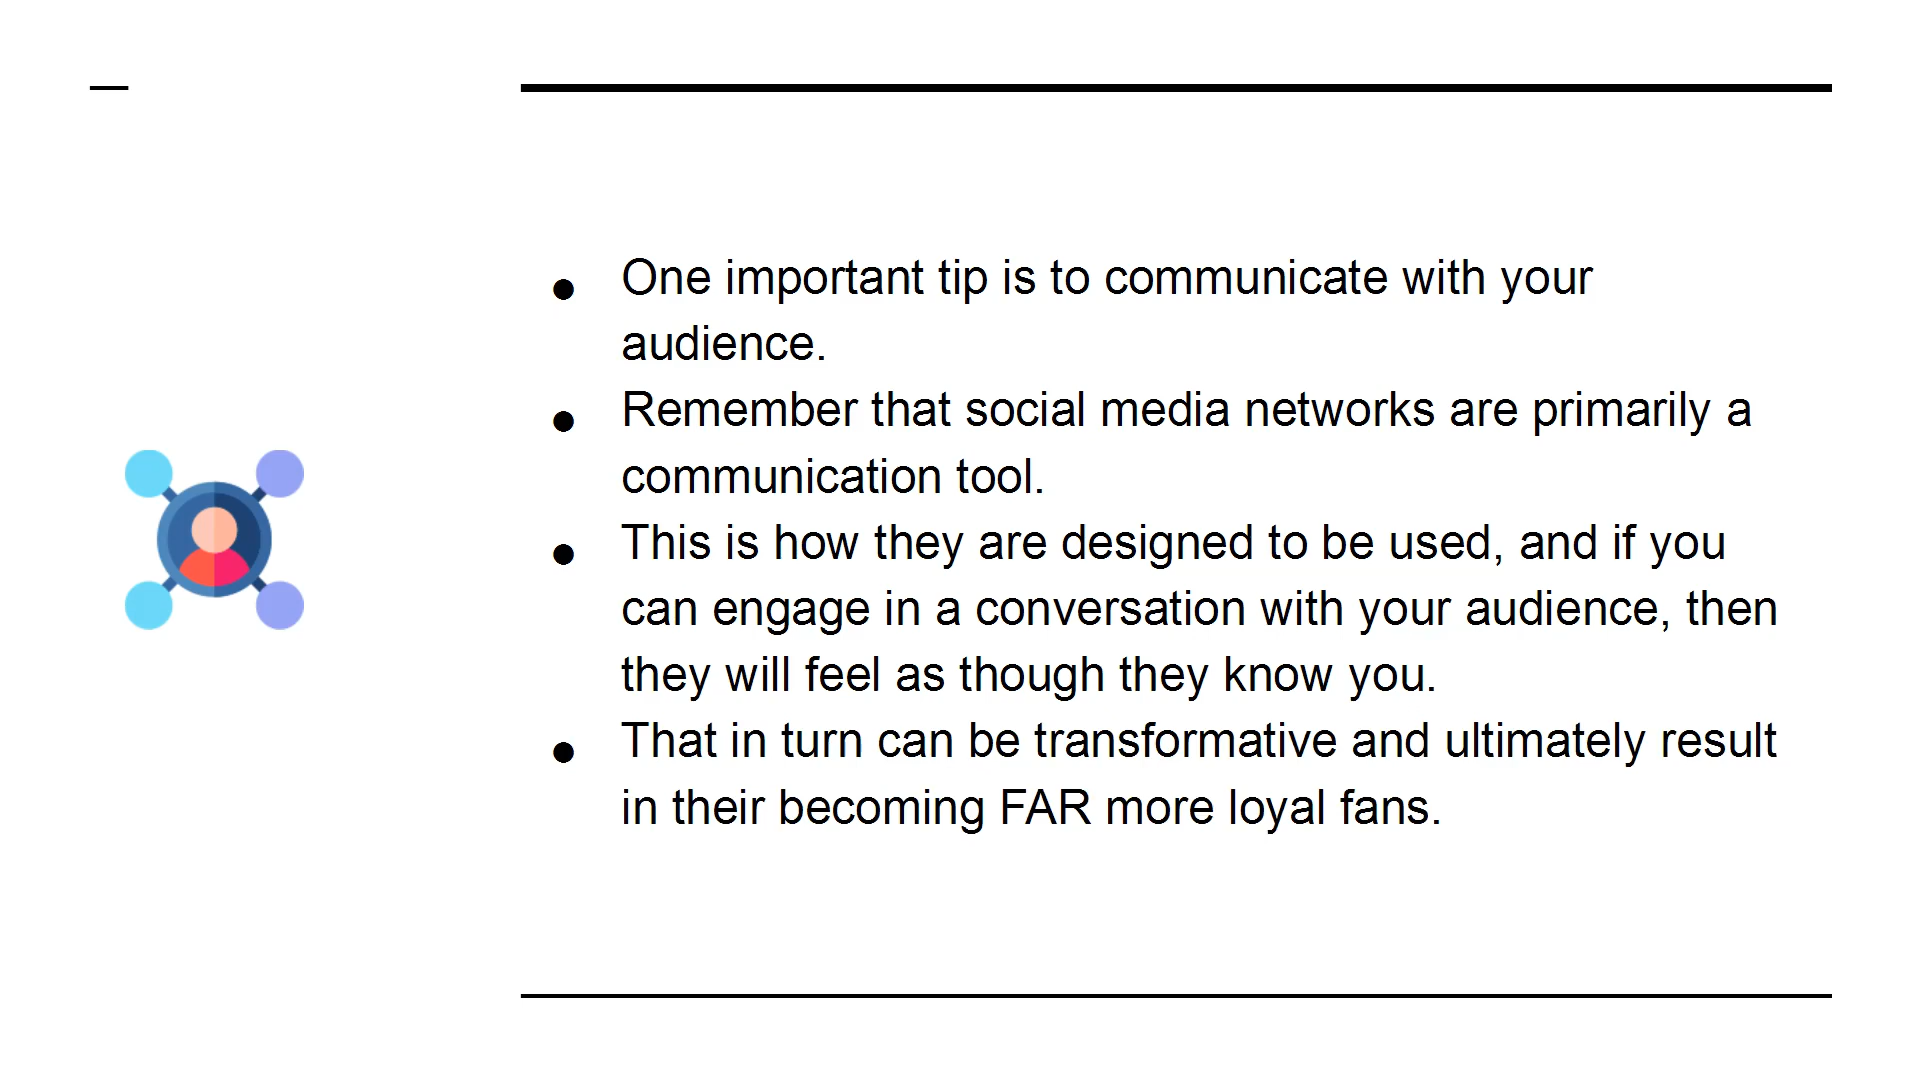 ● One important tip is to communicate with your
audience.
● Remember that social media networks are primarily a
communication tool.
● This is how they are designed to be used, and if you
can engage in a conversation with your audience, then
they will feel as though they know you.
● That in turn can be transformative and ultimately result
in their becoming FAR more loyal fans.